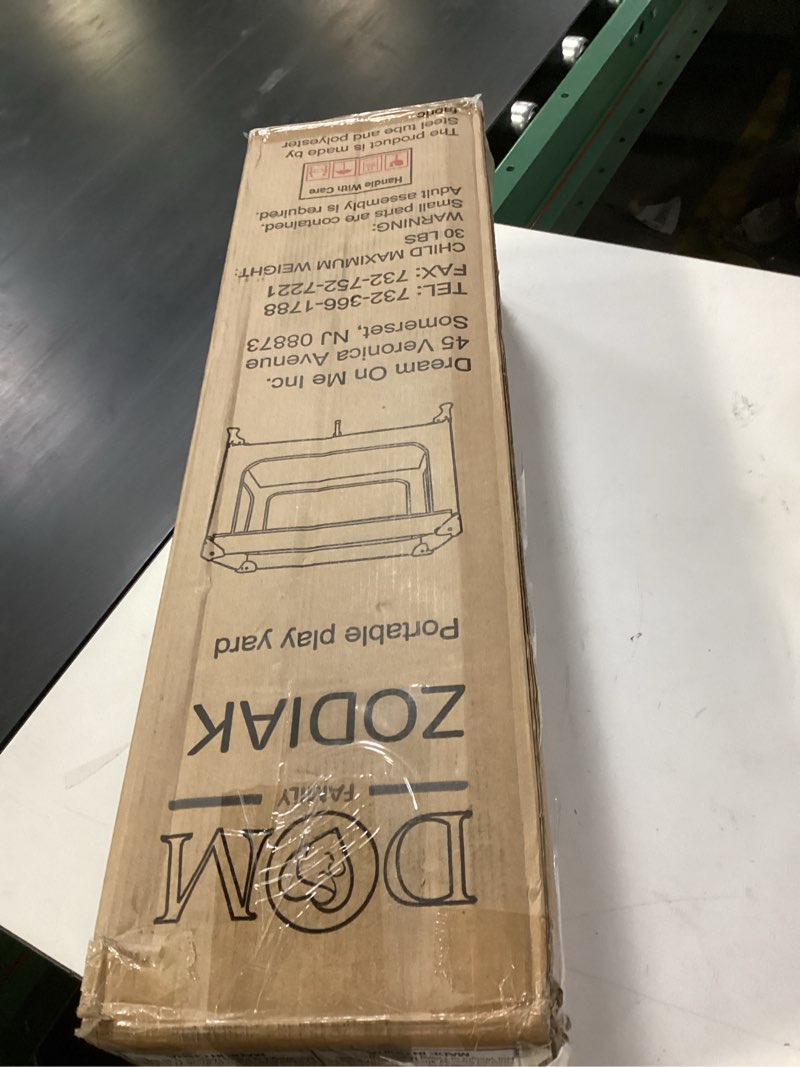 DOM
FAMILY
ZODIAK
Portable play yard
Dream On Me Inc.
45 Veronica Avenue
Somerset, NJ 08873
TEL: 732-366-1788
FAX: 732-752-7221
CHILD MAXIMUM WEIGHT:
30 LBS
WARNING:
Small parts are contained.
Adult assembly is required.
Handle With Care
The product is made by
Steel tube and polyester
fabric"